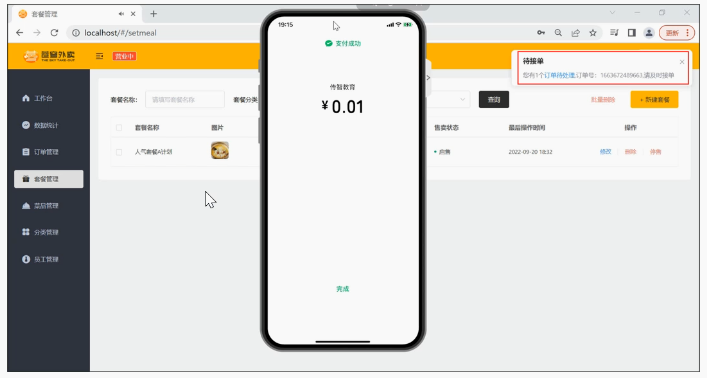 套餐管理
localhost/#/setmeal
更新
苍穹外卖
营业中
待接单
您有1个订单待处理,订单号：1663672489663,请及时接单
工作台
数据统计
订单管理
套餐管理
菜品管理
分类管理
员工管理
套餐名称：
请填写套餐名称
套餐分类
查询
批量删除
+ 新建套餐
套餐名称
图片
售卖状态
最后操作时间
操作
人气套餐A计划
启售
2022-09-20 18:32
修改
删除
停售
19:15
支付成功
传智教育
¥ 0.01
完成